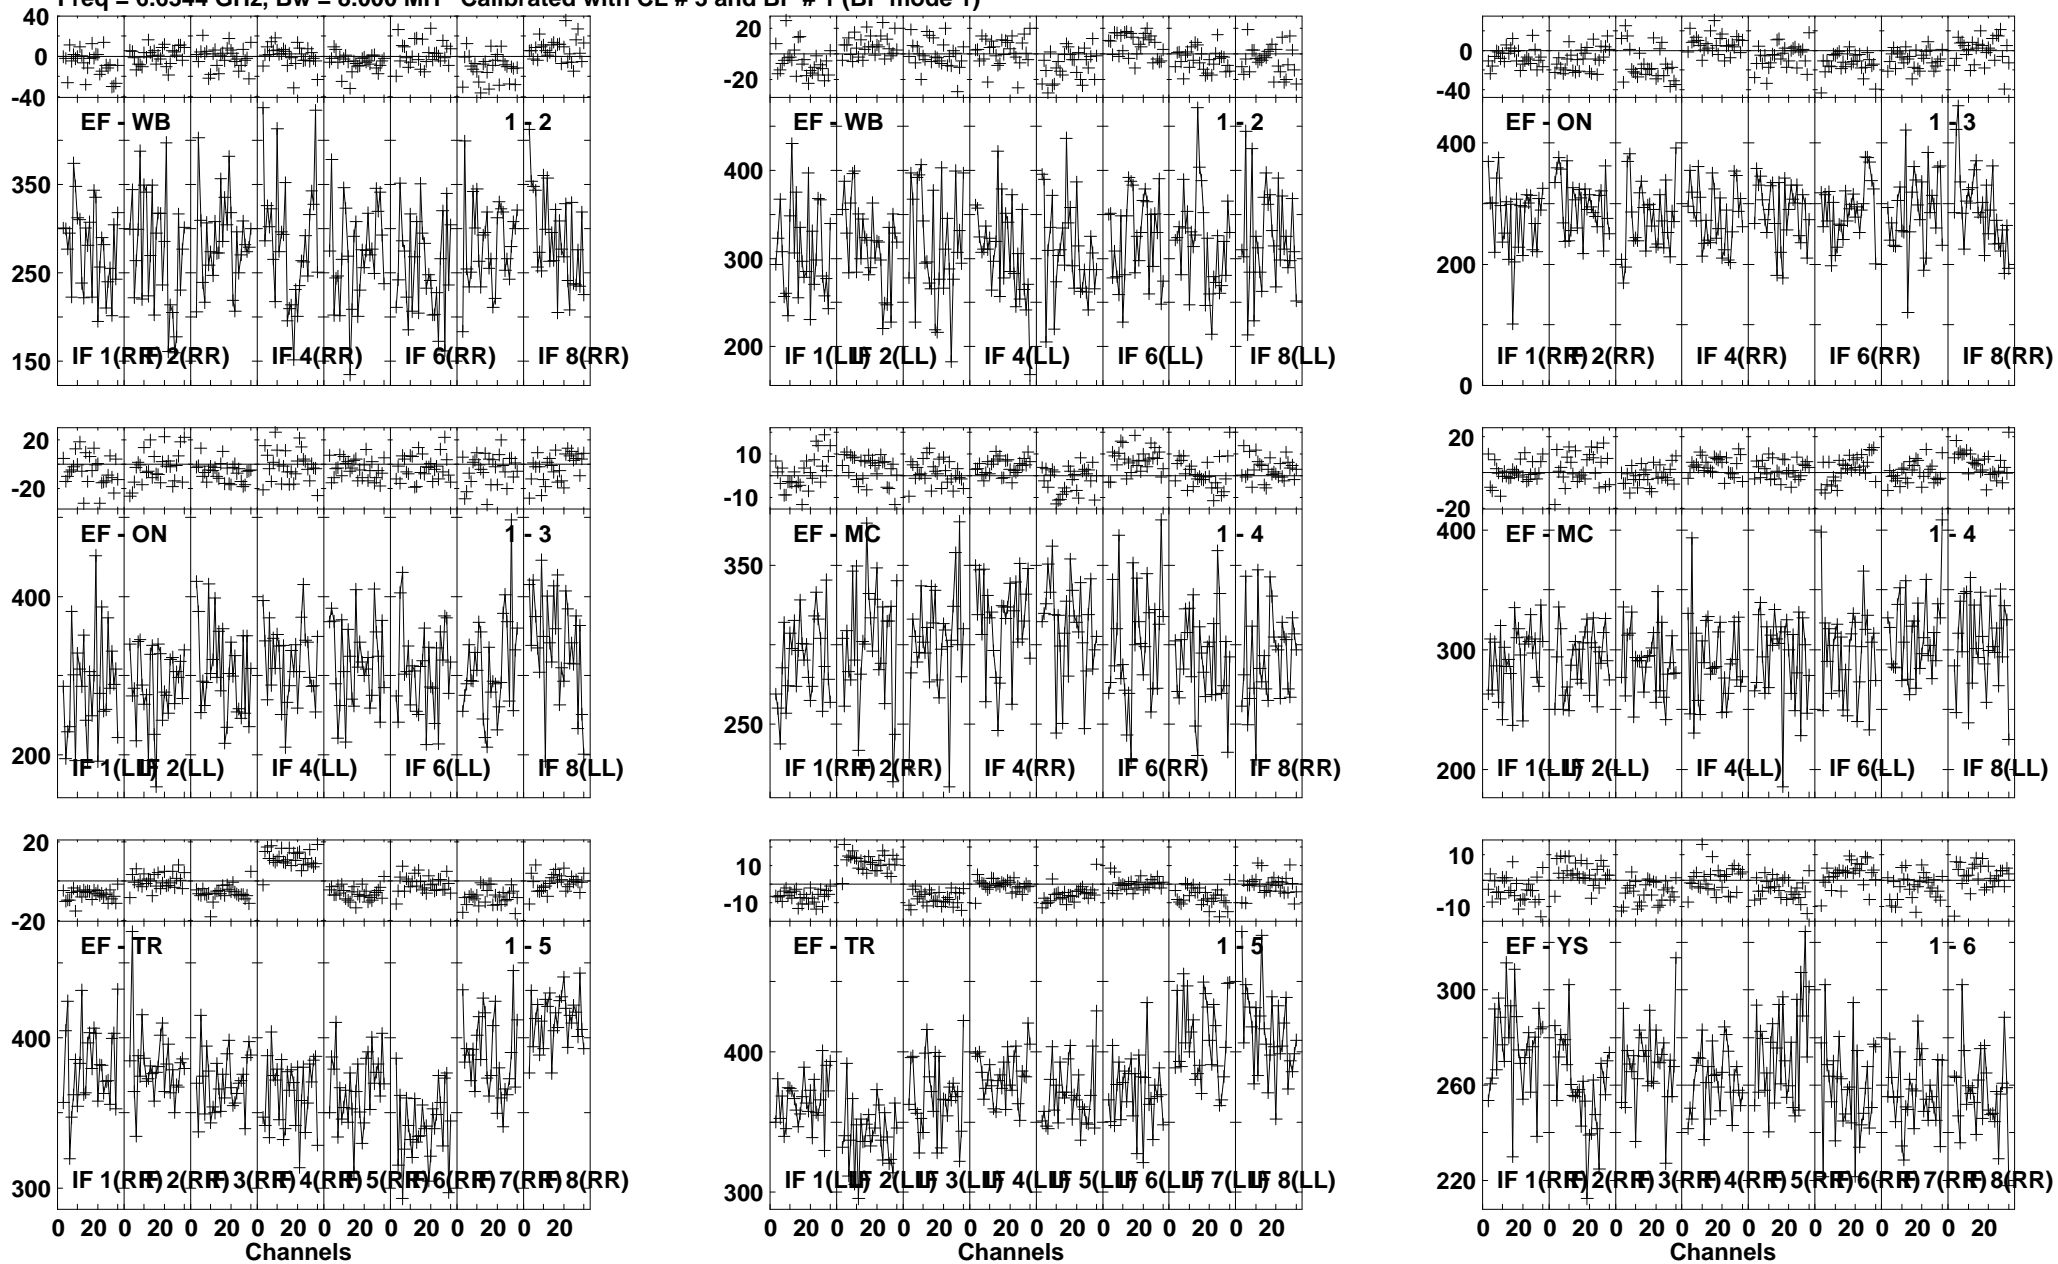 Freq = 6.6344 GHz, Bw = 8.000 MH Calibrated with CL # 3 and BP # 1 (BP mode 1)
40
0
-40
EF - WB 1 - 2
350
250
150
IF 1(RR) IF 2(RR) IF 4(RR) IF 6(RR) IF 8(RR)
20
-20
EF - WB 1 - 2
400
300
200
IF 1(LL) IF 2(LL) IF 4(LL) IF 6(LL) IF 8(LL)
0
-40
EF - ON 1 - 3
400
200
0
IF 1(RR) IF 2(RR) IF 4(RR) IF 6(RR) IF 8(RR)
20
-20
EF - ON 1 - 3
400
200
IF 1(LL) IF 2(LL) IF 4(LL) IF 6(LL) IF 8(LL)
10
-10
EF - MC 1 - 4
350
250
IF 1(RR) IF 2(RR) IF 4(RR) IF 6(RR) IF 8(RR)
20
-20
EF - MC 1 - 4
400
300
200
IF 1(LL) IF 2(LL) IF 4(LL) IF 6(LL) IF 8(LL)
20
-20
EF - TR 1 - 5
400
300
IF 1(RR) IF 2(RR) IF 3(RR) IF 4(RR) IF 5(RR) IF 6(RR) IF 7(RR) IF 8(RR)
0 20 0 20 0 20 0 20 0 20 0 20 0 20 0 20
Channels
10
-10
EF - TR 1 - 5
400
300
IF 1(LL) IF 2(LL) IF 3(LL) IF 4(LL) IF 5(LL) IF 6(LL) IF 7(LL) IF 8(LL)
0 20 0 20 0 20 0 20 0 20 0 20 0 20 0 20
Channels
10
-10
EF - YS 1 - 6
300
260
220
IF 1(RR) IF 2(RR) IF 3(RR) IF 4(RR) IF 5(RR) IF 6(RR) IF 7(RR) IF 8(RR)
0 20 0 20 0 20 0 20 0 20 0 20 0 20 0 20
Channels